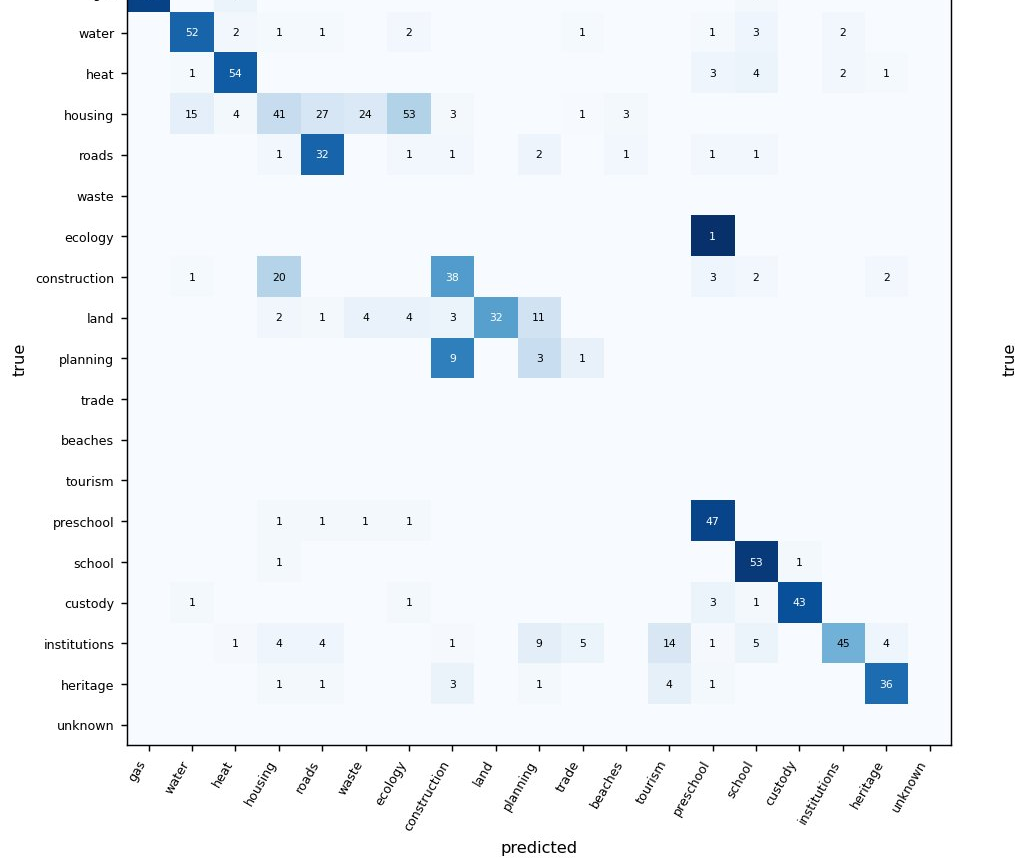 water 52 2 1 1 2 1 1 3 2
heat 1 54 3 4 2 1
housing 15 4 41 27 24 53 3 1 3
roads 1 32 1 1 2 1 1 1
waste
ecology 1
construction 1 20 38 3 2 2
land 2 1 4 4 3 32 11
planning 9 3 1
true
true
trade
beaches
tourism
preschool 1 1 1 1 47
school 1 53 1
custody 1 1 3 1 43
institutions 1 4 4 1 9 5 14 1 5 45 4
heritage 1 1 3 1 4 1 36
unknown
gas water heat housing roads waste ecology construction land planning trade beaches tourism preschool school custody institutions heritage unknown
predicted